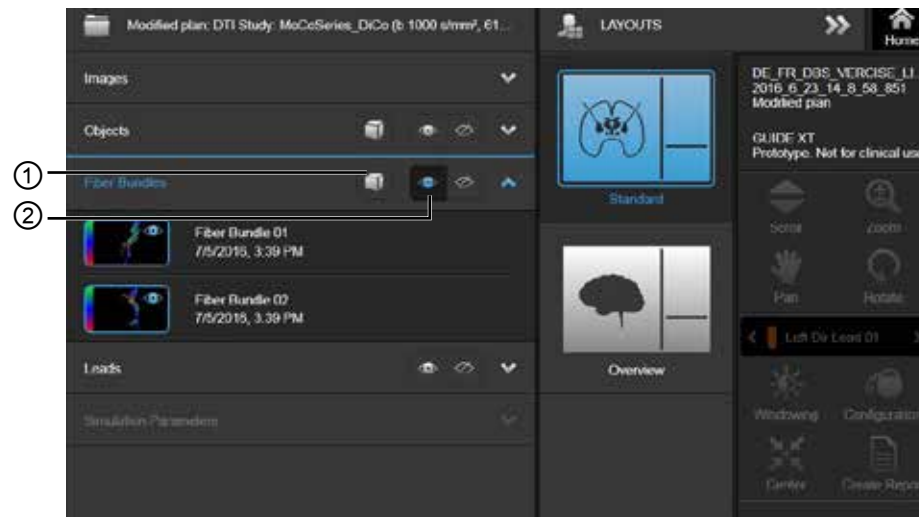 Modified plan: DTI Study: MoCoSeries_DiCo (b 1000 s/mm², 61...
Images
Objects
Fiber Bundles
Fiber Bundle 01
7/5/2016, 3:39 PM
Fiber Bundle 02
7/5/2016, 3:39 PM
Leads
Simulation Parameters
1
2
LAYOUTS
Standard
Overview
Home
DE_FR_DBS_VERCISE_LI
2016_6_23_14_8_58_851
Modified plan
GUIDE XT
Prototype. Not for clinical use
Scroll
Zoom
Pan
Rotate
Left Dir Lead 01
Windowing
Configuration
Center
Create Repor